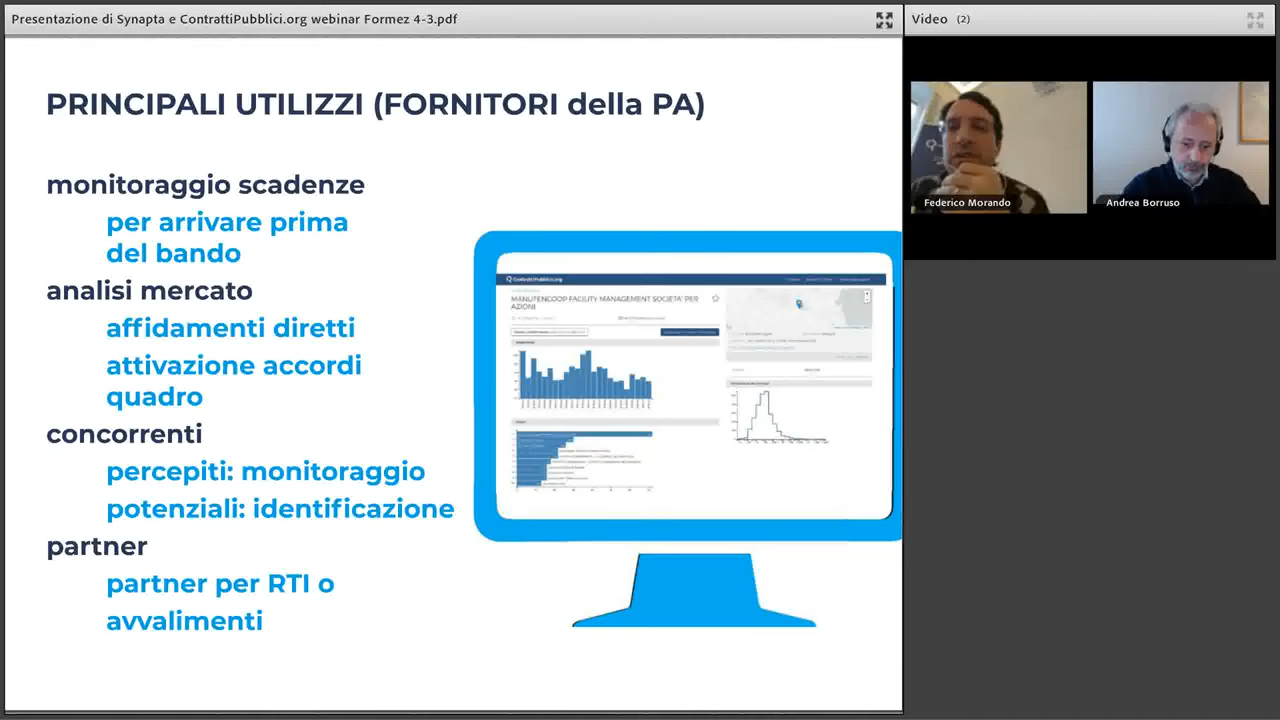 Presentazione di Synapta e ContrattiPubblici.org webinar Formez 4-3.pdf
Video (2)
PRINCIPALI UTILIZZI (FORNITORI della PA)
monitoraggio scadenze
per arrivare prima
del bando
analisi mercato
affidamenti diretti
attivazione accordi
quadro
concorrenti
percepiti: monitoraggio
potenziali: identificazione
partner
partner per RTI o
avvalimenti
ContrattiPubblici.org
MANUTENCOOP FACILITY MANAGEMENT SOCIETA' PER
AZIONI
Federico Morando
Andrea Borruso